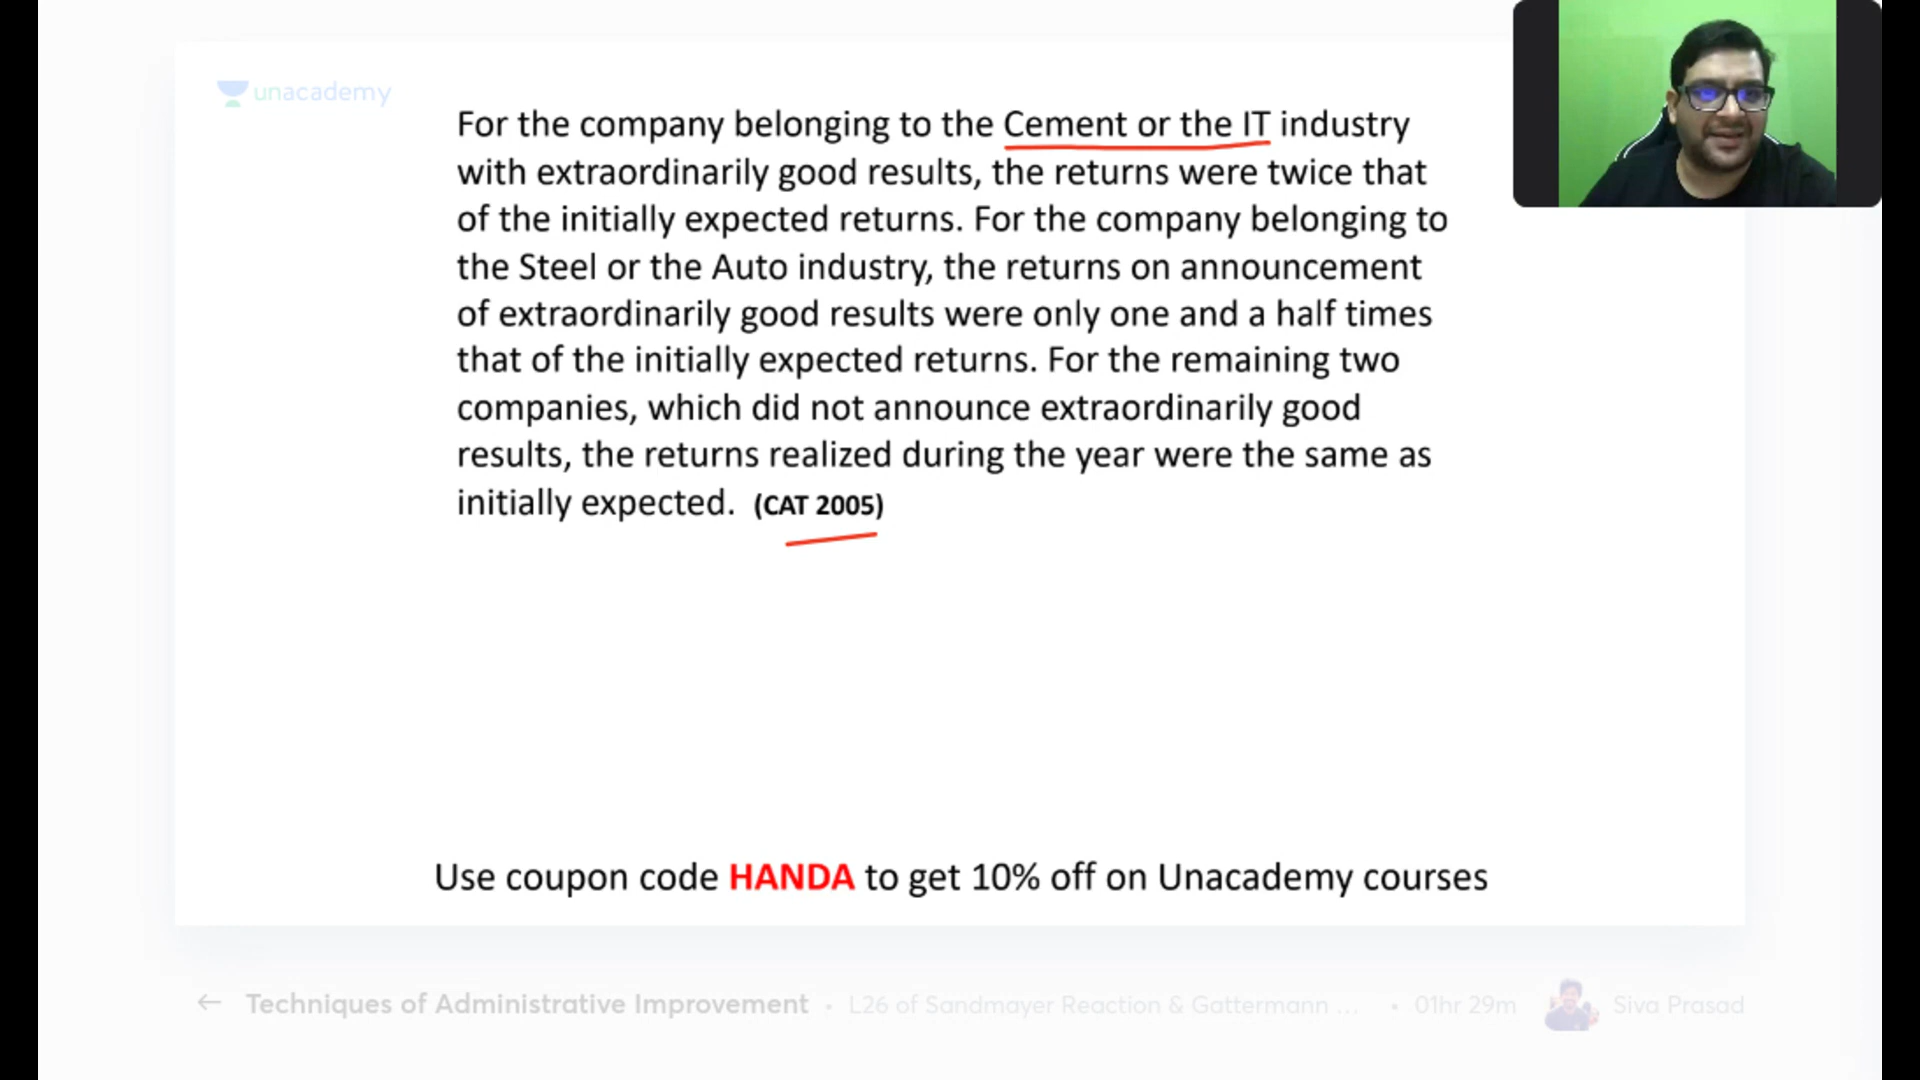 unacademy
For the company belonging to the Cement or the IT industry
with extraordinarily good results, the returns were twice that
of the initially expected returns. For the company belonging to
the Steel or the Auto industry, the returns on announcement
of extraordinarily good results were only one and a half times
that of the initially expected returns. For the remaining two
companies, which did not announce extraordinarily good
results, the returns realized during the year were the same as
initially expected. (CAT 2005)
Use coupon code HANDA to get 10% off on Unacademy courses
← Techniques of Administrative Improvement • L26 of Sandmayer Reaction & Gattermann ... • 01hr 29m Siva Prasad